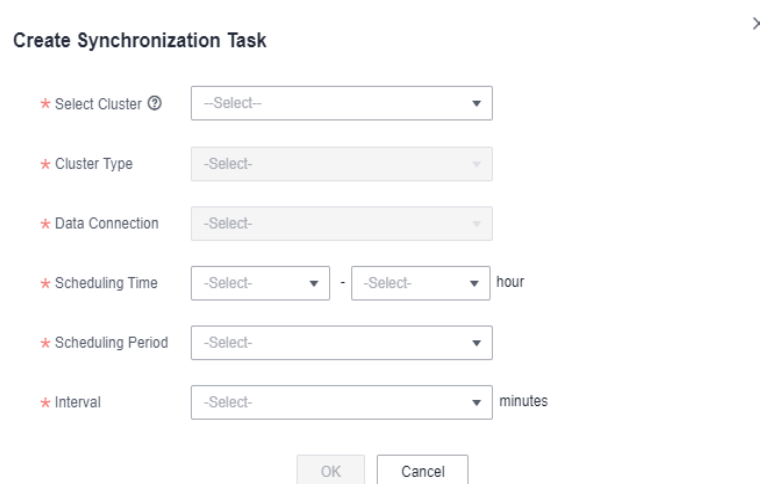 Create Synchronization Task
* Select Cluster ? --Select--
* Cluster Type -Select-
* Data Connection -Select-
* Scheduling Time -Select- - -Select- hour
* Scheduling Period -Select-
* Interval -Select- minutes
OK Cancel